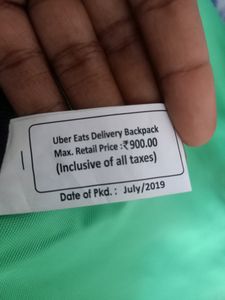 Uber Eats Delivery Backpack
Max. Retail Price :₹900.00
(Inclusive of all taxes)
Date of Pkd.: July/2019